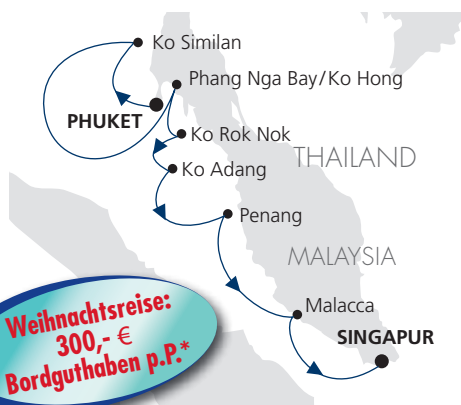 Ko Similan
Phang Nga Bay/Ko Hong
PHUKET
Ko Rok Nok
THAILAND
Ko Adang
Penang
MALAYSIA
Malacca
SINGAPUR
Weihnachtsreise:
300,- €
Bordguthaben p.P.*